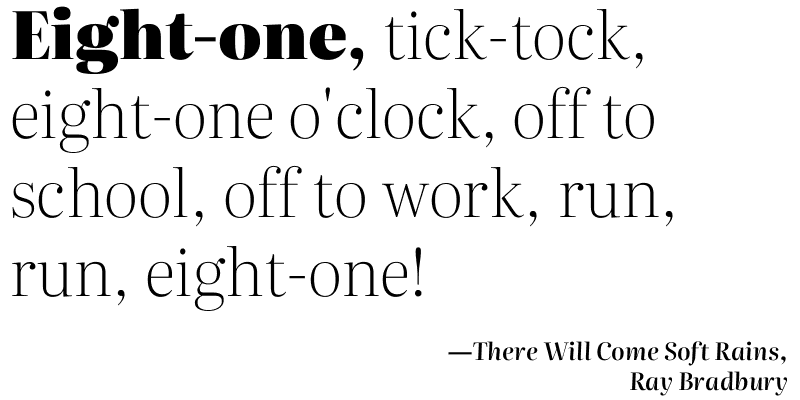 Eight-one, tick-tock,
eight-one o'clock, off to
school, off to work, run,
run, eight-one!
—There Will Come Soft Rains,
Ray Bradbury